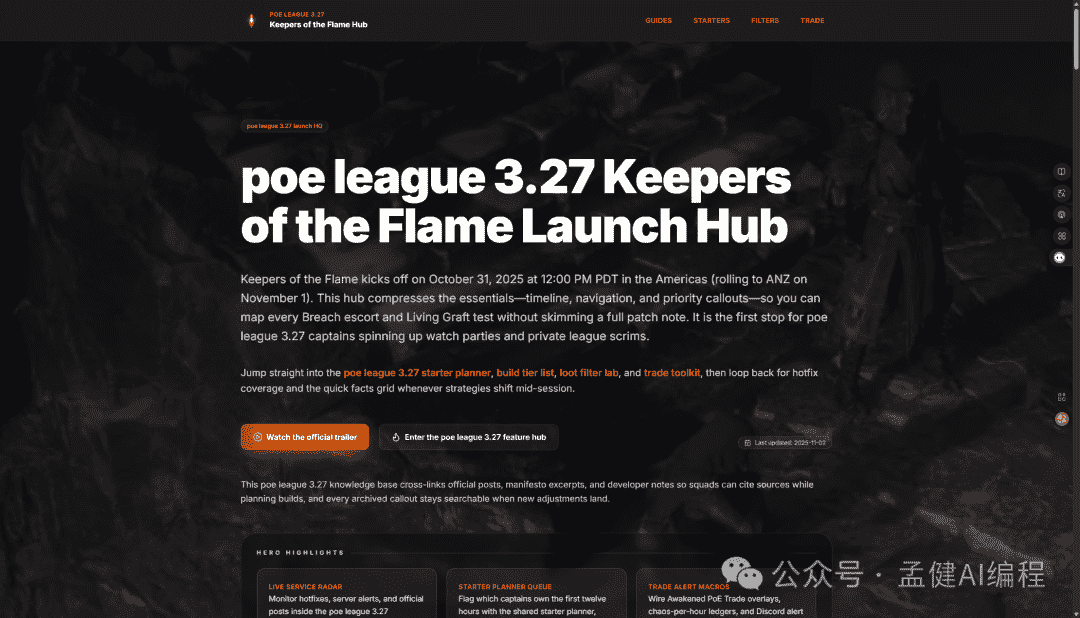 POE LEAGUE 3.27
Keepers of the Flame Hub
GUIDES STARTERS FILTERS TRADE
poe league 3.27 launch HQ
poe league 3.27 Keepers
of the Flame Launch Hub
Keepers of the Flame kicks off on October 31, 2025 at 12:00 PM PDT in the Americas (rolling to ANZ on
November 1). This hub compresses the essentials—timeline, navigation, and priority callouts—so you can
map every Breach escort and Living Graft test without skimming a full patch note. It is the first stop for poe
league 3.27 captains spinning up watch parties and private league scrims.
Jump straight into the poe league 3.27 starter planner, build tier list, loot filter lab, and trade toolkit, then loop back for hotfix
coverage and the quick facts grid whenever strategies shift mid-session.
Watch the official trailer
Enter the poe league 3.27 feature hub
Last updated: 2025-11-02
This poe league 3.27 knowledge base cross-links official posts, manifesto excerpts, and developer notes so squads can cite sources while
planning builds, and every archived callout stays searchable when new adjustments land.
HERO HIGHLIGHTS
LIVE SERVICE RADAR
Monitor hotfixes, server alerts, and official
posts inside the poe league 3.27
STARTER PLANNER QUEUE
Flag which captains own the first twelve
hours with the shared starter planner,
TRADE ALERT MACROS
Wire Awakened PoE Trade overlays,
chaos-per-hour ledgers, and Discord alert
公众号 · 孟健AI编程